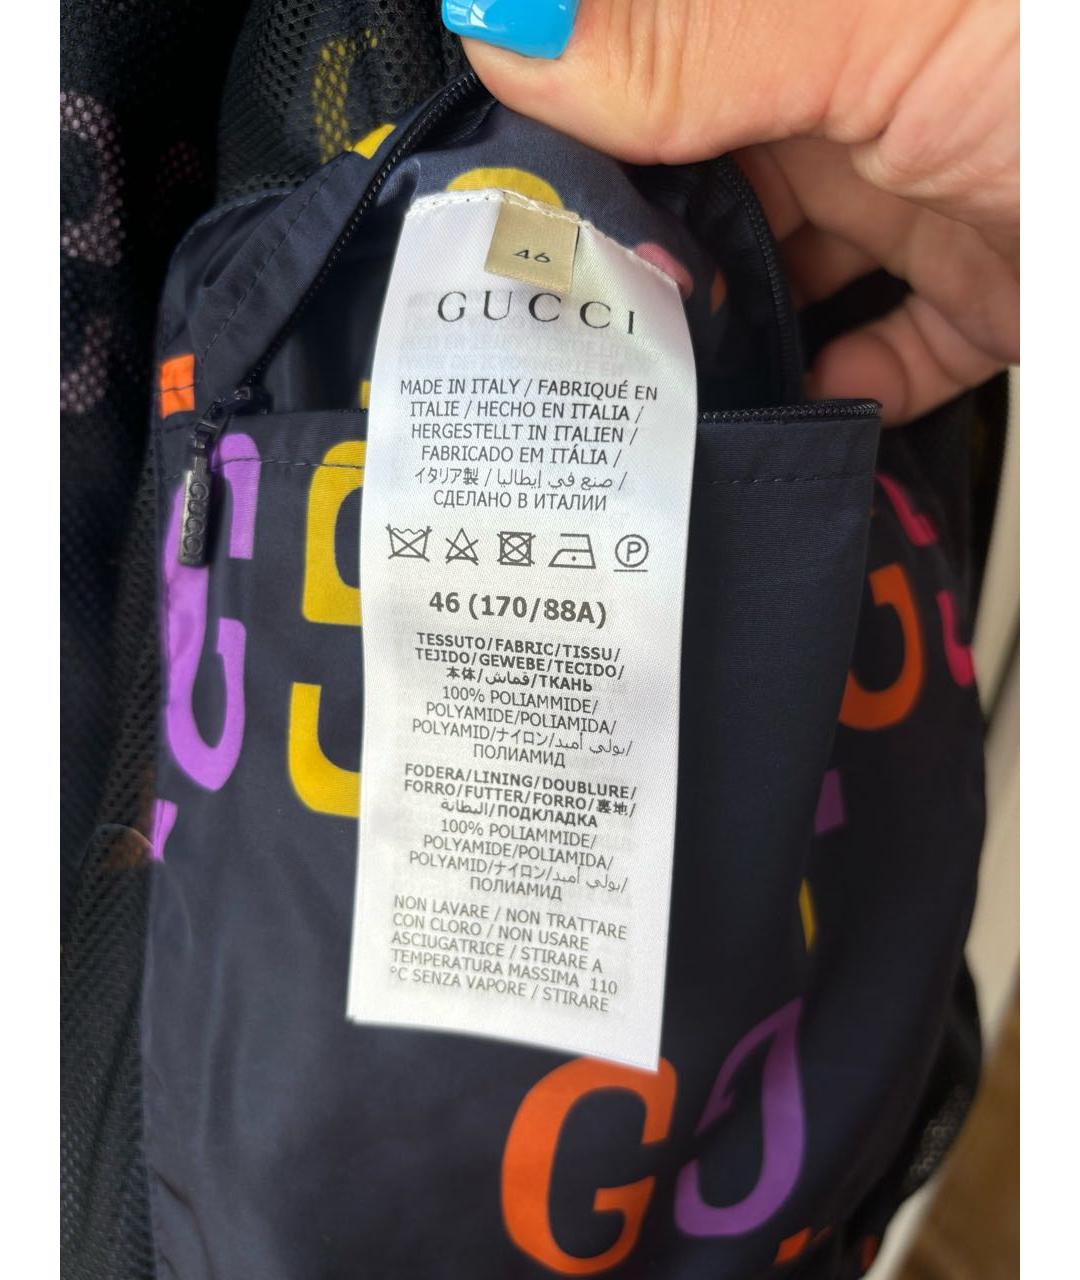 46
GUCCI
MADE IN ITALY / FABRIQUÉ EN
ITALIE / HECHO EN ITALIA /
HERGESTELLT IN ITALIEN /
FABRICADO EM ITÁLIA /
イタリア製 / صنع في إيطاليا /
СДЕЛАНО В ИТАЛИИ
P
46 (170/88A)
TESSUTO/FABRIC/TISSU/
TEJIDO/GEWEBE/TECIDO/
本体/قماش/ТКАНЬ
100% POLIAMMIDE/
POLYAMIDE/POLIAMIDA/
POLYAMID/ナイロン/بولي أميد/
ПОЛИАМИД
FODERA/LINING/DOUBLURE/
FORRO/FUTTER/FORRO/裏地/
البطانة/ПОДКЛАДКА
100% POLIAMMIDE/
POLYAMIDE/POLIAMIDA/
POLYAMID/ナイロン/بولي أميد/
ПОЛИАМИД
NON LAVARE / NON TRATTARE
CON CLORO / NON USARE
ASCIUGATRICE / STIRARE A
TEMPERATURA MASSIMA 110
°C SENZA VAPORE / STIRARE
GUCCI
G
G